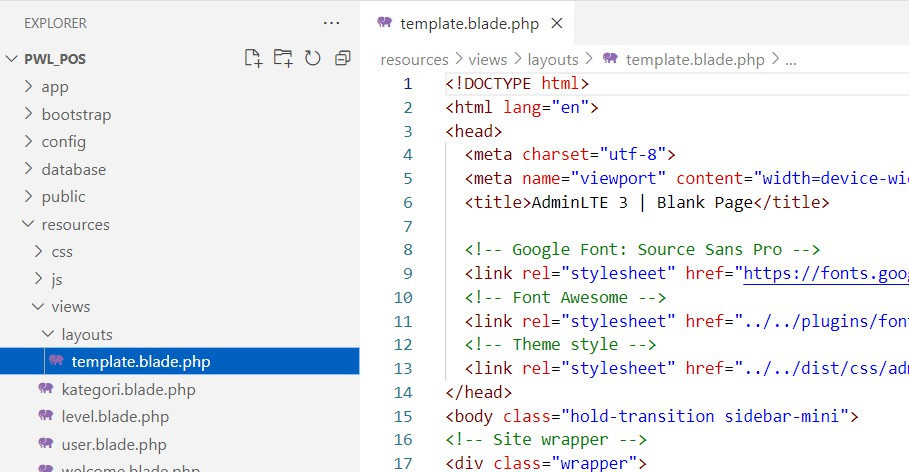 EXPLORER
PWL_POS
app
bootstrap
config
database
public
resources
css
js
views
layouts
template.blade.php
kategori.blade.php
level.blade.php
user.blade.php
welcome.blade.php
template.blade.php
resources > views > layouts > template.blade.php > ...
1 <!DOCTYPE html>
2 <html lang="en">
3 <head>
4 <meta charset="utf-8">
5 <meta name="viewport" content="width=device-wi
6 <title>AdminLTE 3 | Blank Page</title>
7
8 <!-- Google Font: Source Sans Pro -->
9 <link rel="stylesheet" href="https://fonts.goog
10 <!-- Font Awesome -->
11 <link rel="stylesheet" href="../../plugins/font
12 <!-- Theme style -->
13 <link rel="stylesheet" href="../../dist/css/adm
14 </head>
15 <body class="hold-transition sidebar-mini">
16 <!-- Site wrapper -->
17 <div class="wrapper">